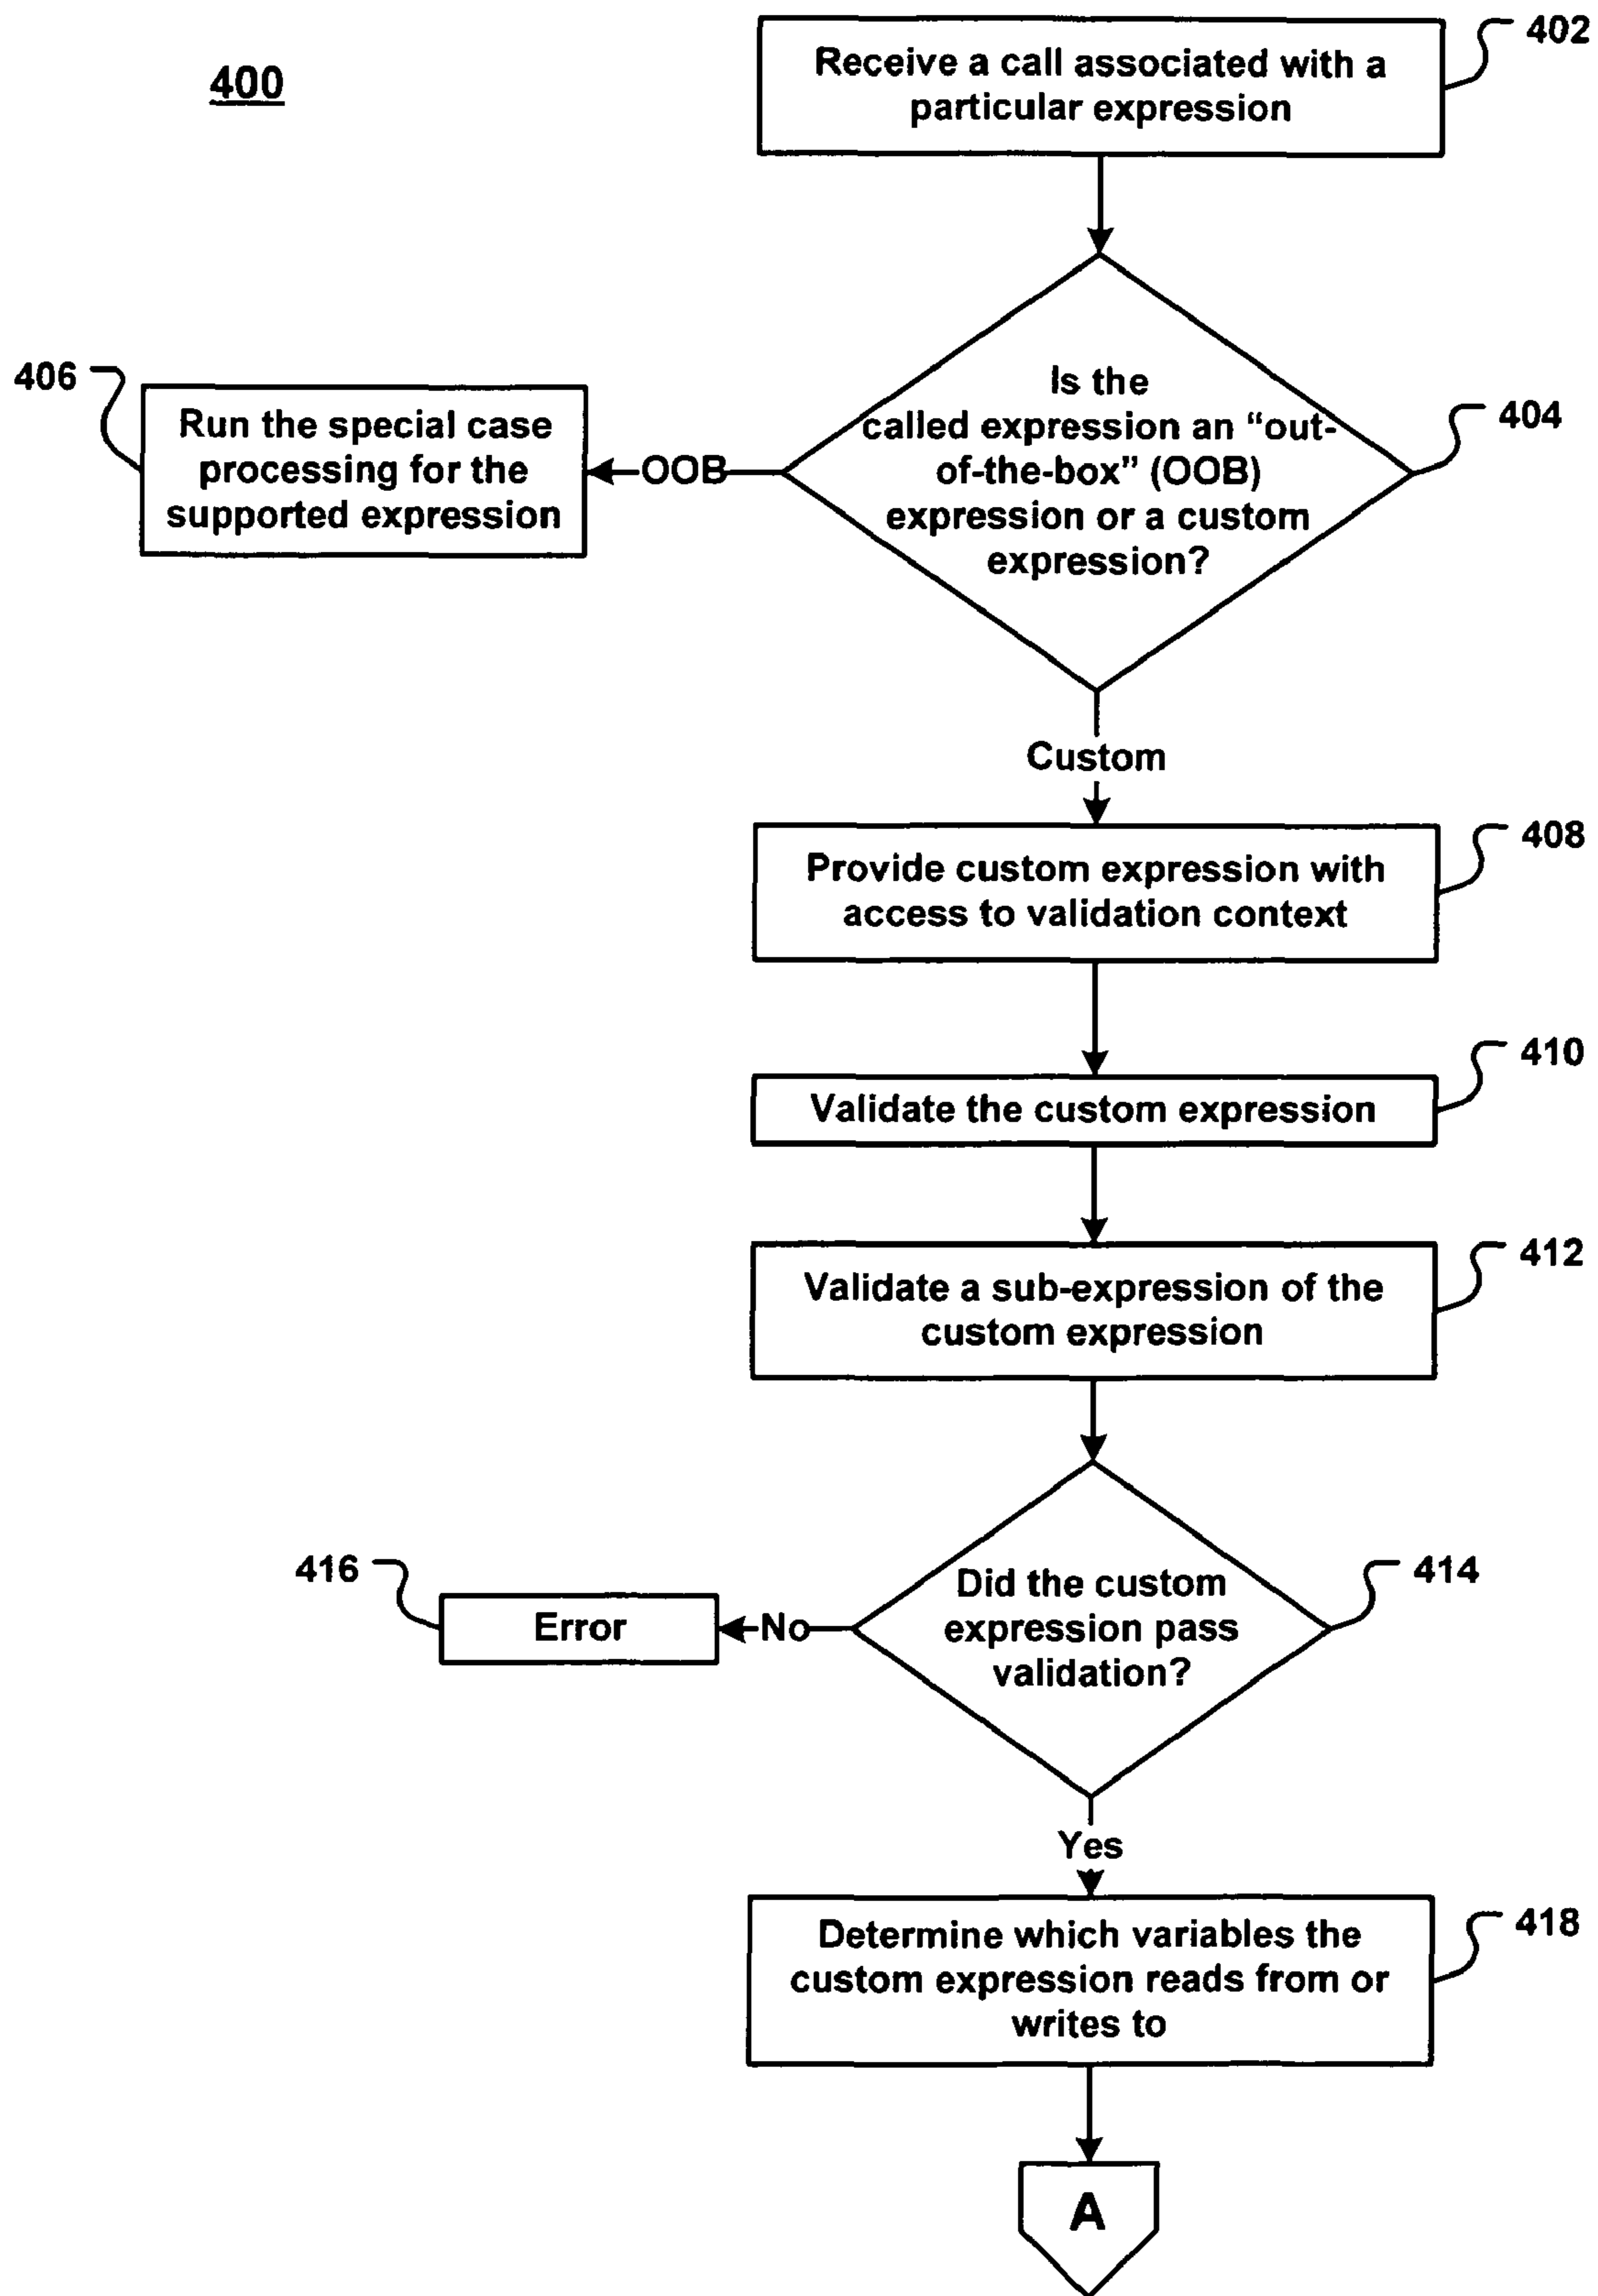 400
402
Receive a call associated with a
particular expression
404
Is the
called expression an “out-
of-the-box” (OOB)
expression or a custom
expression?
OOB
406
Run the special case
processing for the
supported expression
Custom
408
Provide custom expression with
access to validation context
410
Validate the custom expression
412
Validate a sub-expression of the
custom expression
414
Did the custom
expression pass
validation?
No
416
Error
Yes
418
Determine which variables the
custom expression reads from or
writes to
A